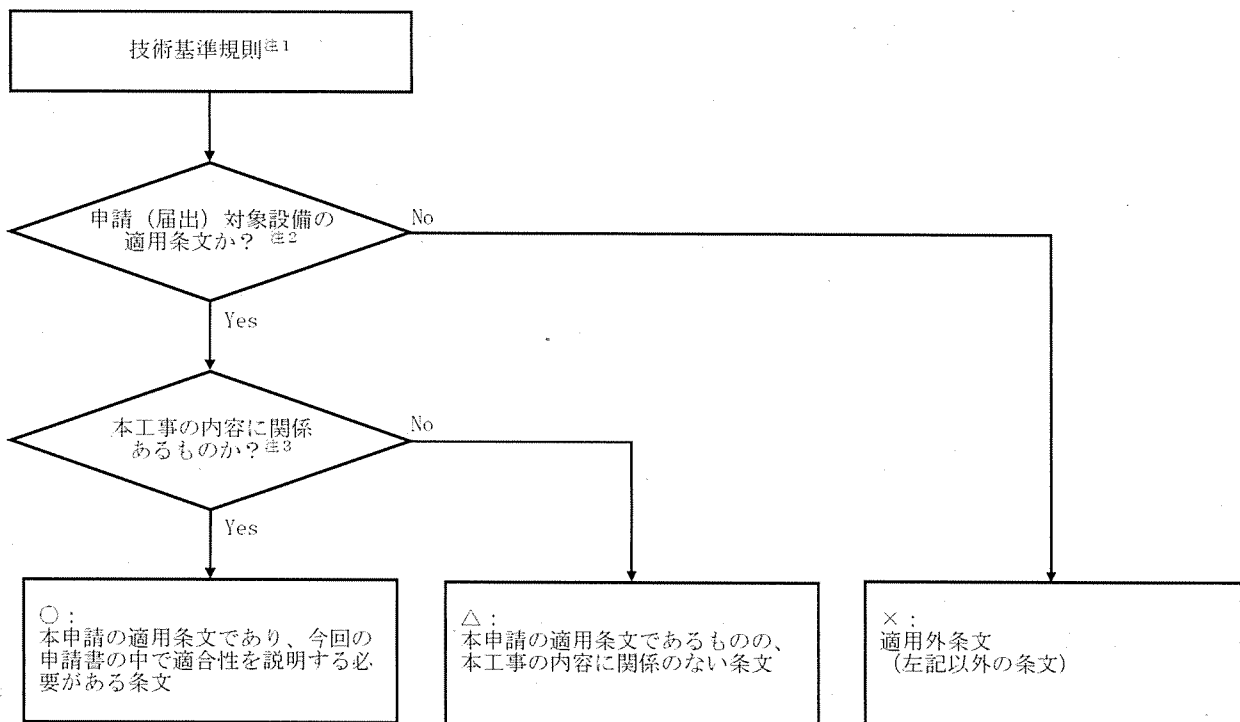 技術基準規則注1
申請（届出）対象設備の
適用条文か？ 注2
No
Yes
本工事の内容に関係
あるものか？注3
No
Yes
○：
本申請の適用条文であり、今回の
申請書の中で適合性を説明する必
要がある条文
△：
本申請の適用条文であるものの、
本工事の内容に関係のない条文
×：
適用外条文
（左記以外の条文）